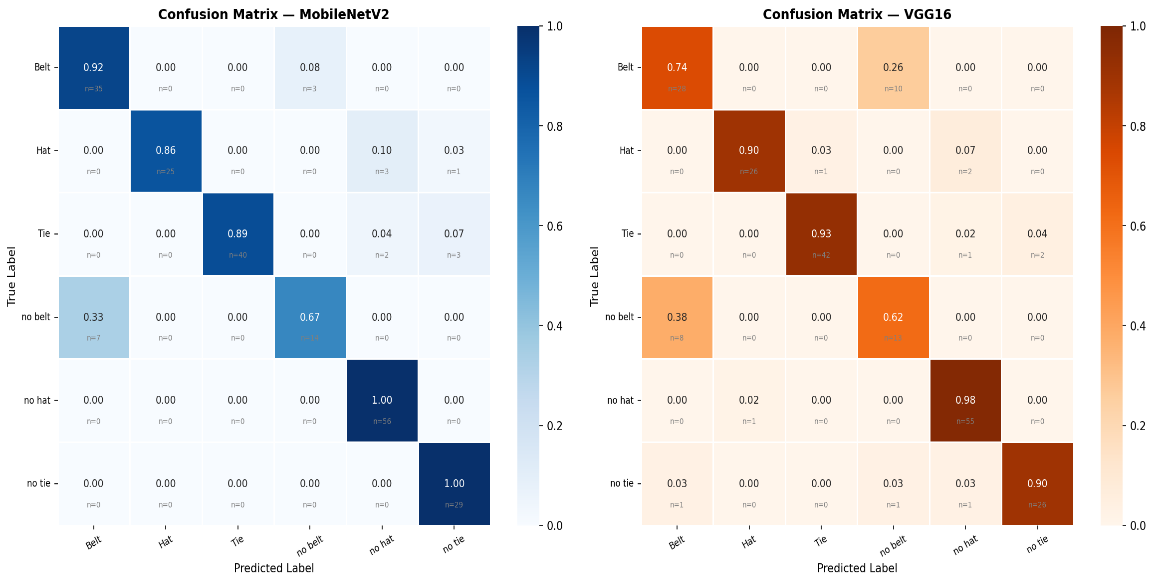 Confusion Matrix — MobileNetV2
True Label
Belt 0.92 0.00 0.00 0.08 0.00 0.00
n=35 n=0 n=0 n=3 n=0 n=0
Hat 0.00 0.86 0.00 0.00 0.10 0.03
n=0 n=25 n=0 n=0 n=3 n=1
Tie 0.00 0.00 0.89 0.00 0.04 0.07
n=0 n=0 n=40 n=0 n=2 n=3
no belt 0.33 0.00 0.00 0.67 0.00 0.00
n=7 n=0 n=0 n=0 n=0
no hat 0.00 0.00 0.00 0.00 1.00 0.00
n=0 n=0 n=0 n=0 n=56 n=0
no tie 0.00 0.00 0.00 0.00 0.00 1.00
n=0 n=0 n=0 n=0 n=0 n=29
Belt Hat Tie no belt no hat no tie
Predicted Label
1.0
0.8
0.6
0.4
0.2
0.0
Confusion Matrix — VGG16
True Label
Belt 0.74 0.00 0.00 0.26 0.00 0.00
n=0 n=0 n=10 n=0 n=0
Hat 0.00 0.90 0.03 0.00 0.07 0.00
n=0 n=26 n=1 n=0 n=2 n=0
Tie 0.00 0.00 0.93 0.00 0.02 0.04
n=0 n=0 n=42 n=0 n=1 n=2
no belt 0.38 0.00 0.00 0.62 0.00 0.00
n=8 n=0 n=0 n=0 n=0
no hat 0.00 0.02 0.00 0.00 0.98 0.00
n=0 n=1 n=0 n=0 n=55 n=0
no tie 0.03 0.00 0.00 0.03 0.03 0.90
n=1 n=0 n=0 n=1 n=1 n=26
Belt Hat Tie no belt no hat no tie
Predicted Label
1.0
0.8
0.6
0.4
0.2
0.0